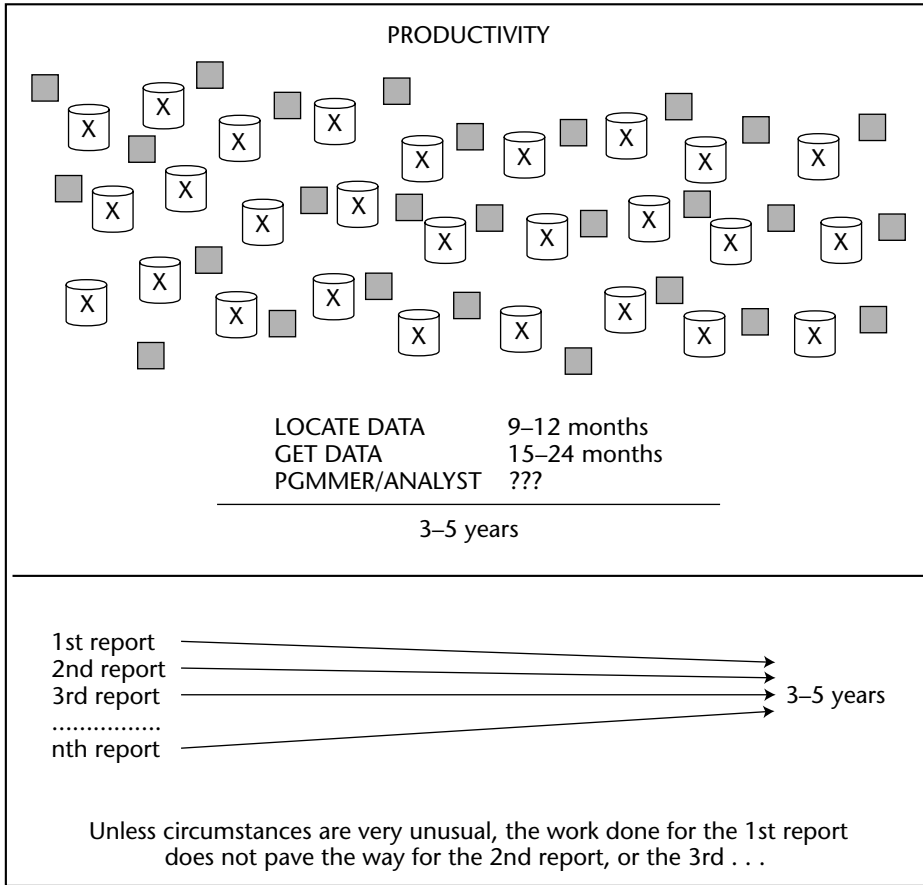 PRODUCTIVITY
X X X X X X X X X
X X X X X X X X X
X X X X X X X X X
LOCATE DATA 9–12 months
GET DATA 15–24 months
PGMMER/ANALYST ???
3–5 years
1st report
2nd report
3rd report 3–5 years
................
nth report
Unless circumstances are very unusual, the work done for the 1st report
does not pave the way for the 2nd report, or the 3rd . . .